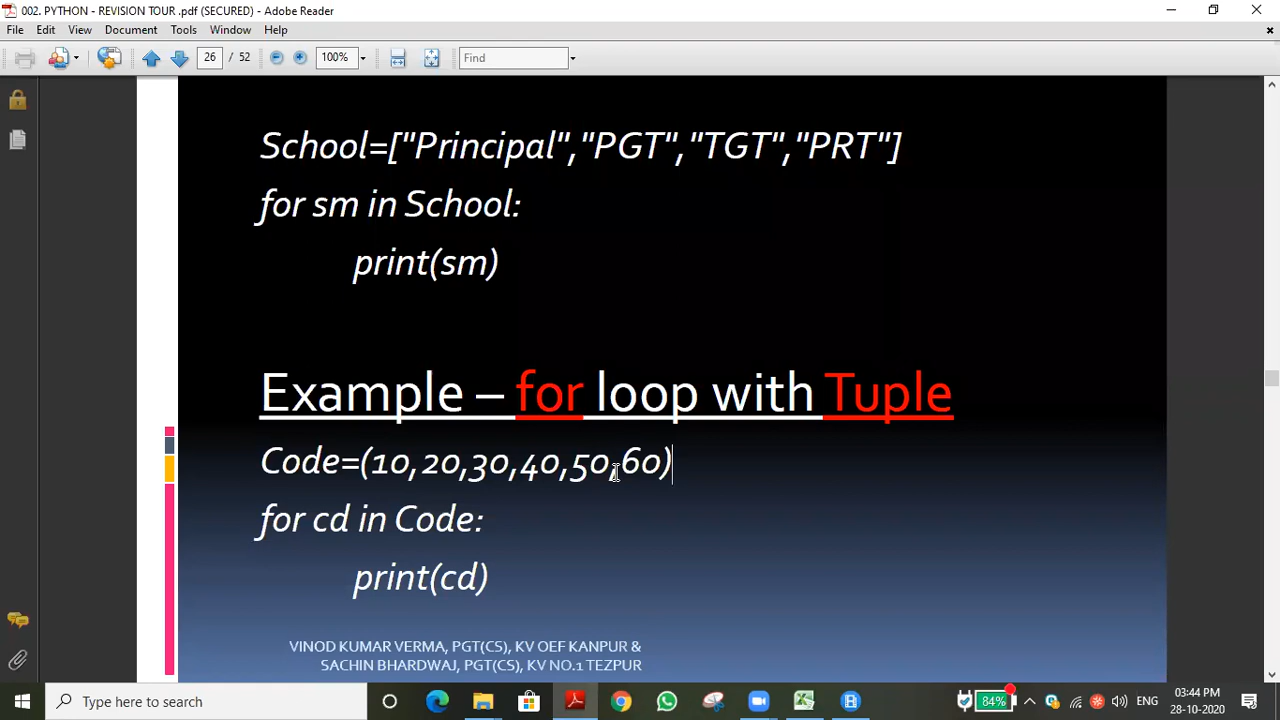 002. PYTHON - REVISION TOUR .pdf (SECURED) - Adobe Reader
File Edit View Document Tools Window Help
26 / 52 100% Find
School=["Principal","PGT","TGT","PRT"]
for sm in School:
print(sm)
Example – for loop with Tuple
Code=(10,20,30,40,50,60)
for cd in Code:
print(cd)
VINOD KUMAR VERMA, PGT(CS), KV OEF KANPUR &
SACHIN BHARDWAJ, PGT(CS), KV NO.1 TEZPUR
Type here to search
84%
ENG
03:44 PM
28-10-2020